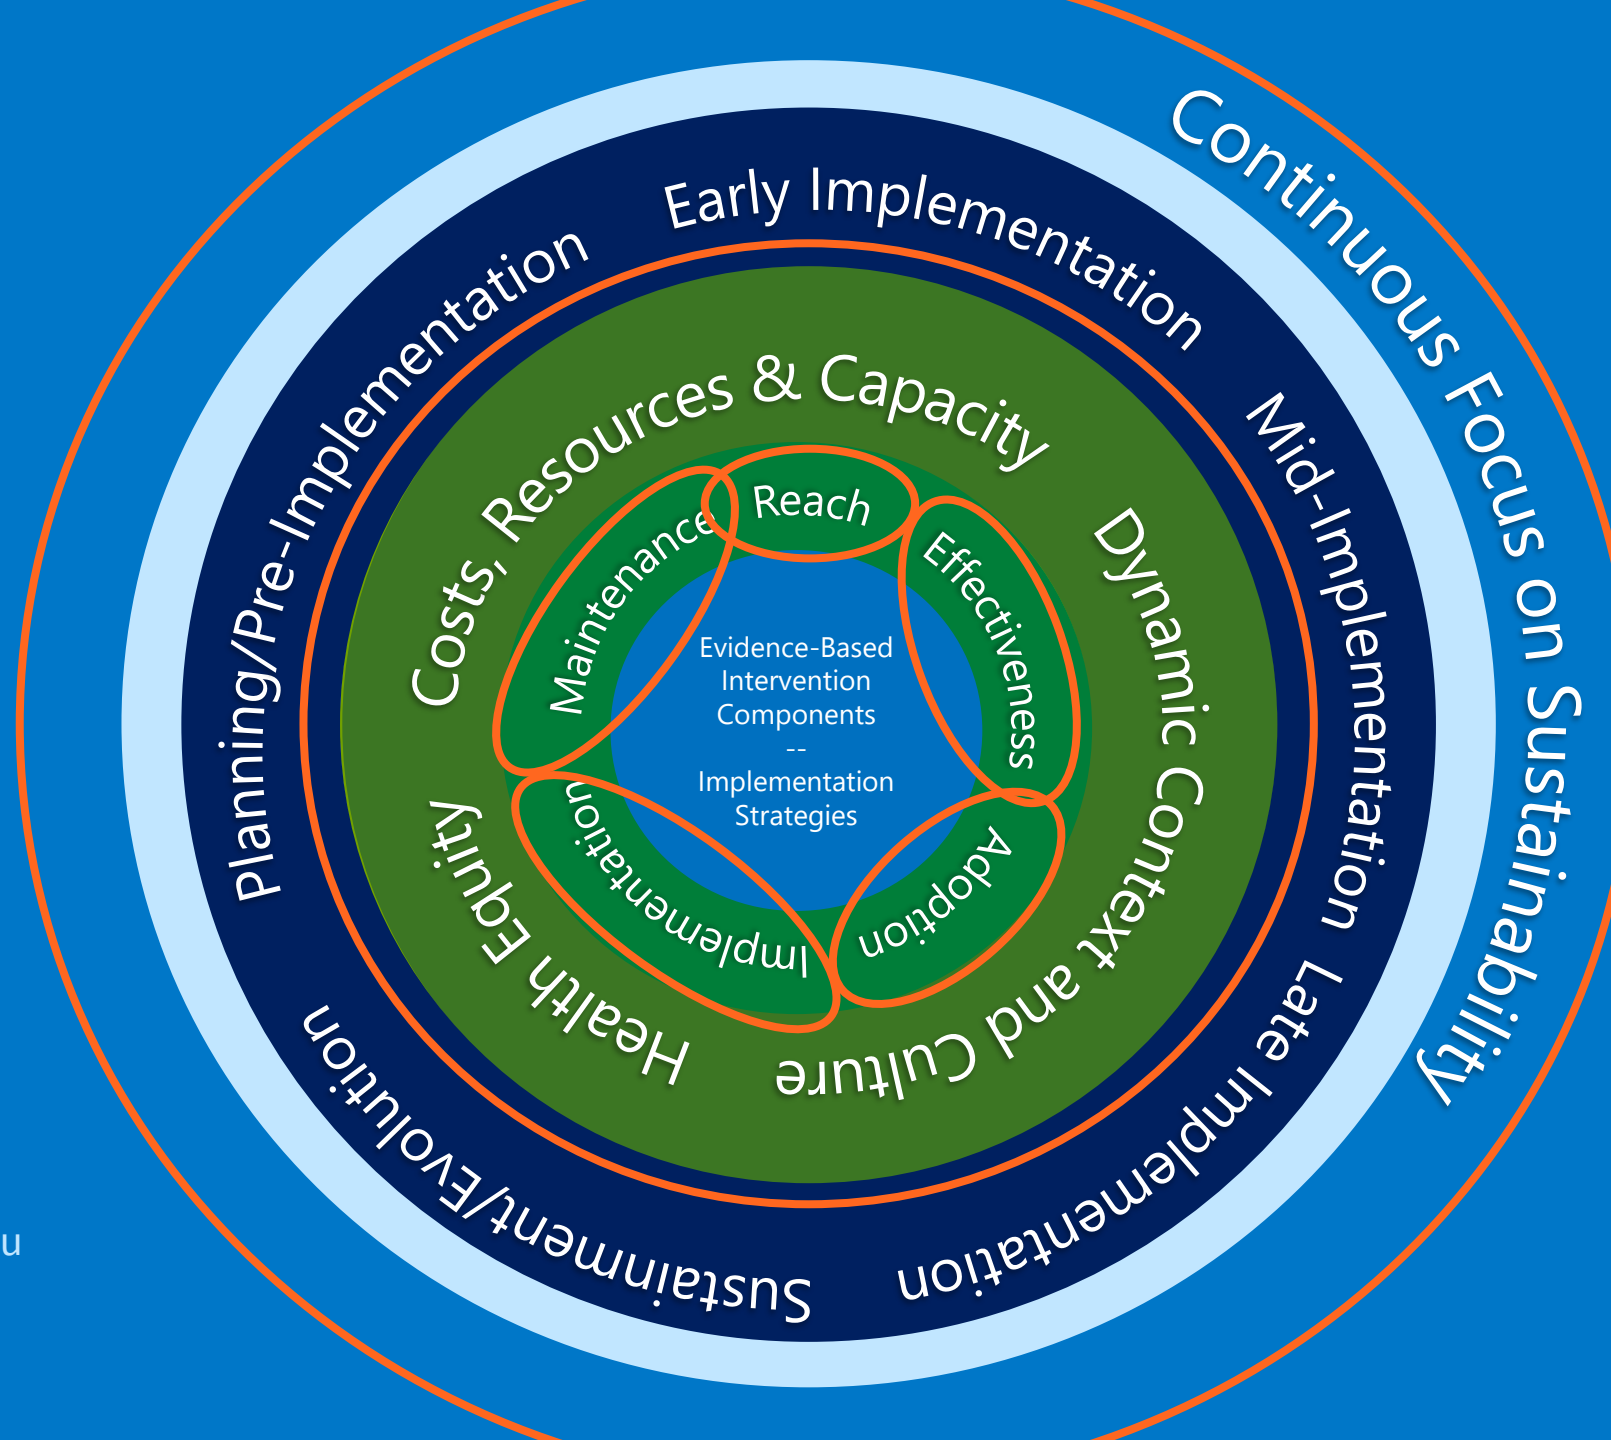 Continuous Focus on Sustainability
Planning/Pre-Implementation
Early Implementation
Mid-Implementation
Late Implementation
Sustainment/Evolution
Costs, Resources & Capacity
Dynamic Context and Culture
Health Equity
Reach
Effectiveness
Adoption
Implementation
Maintenance
Evidence-Based
Intervention
Components
--
Implementation
Strategies
u